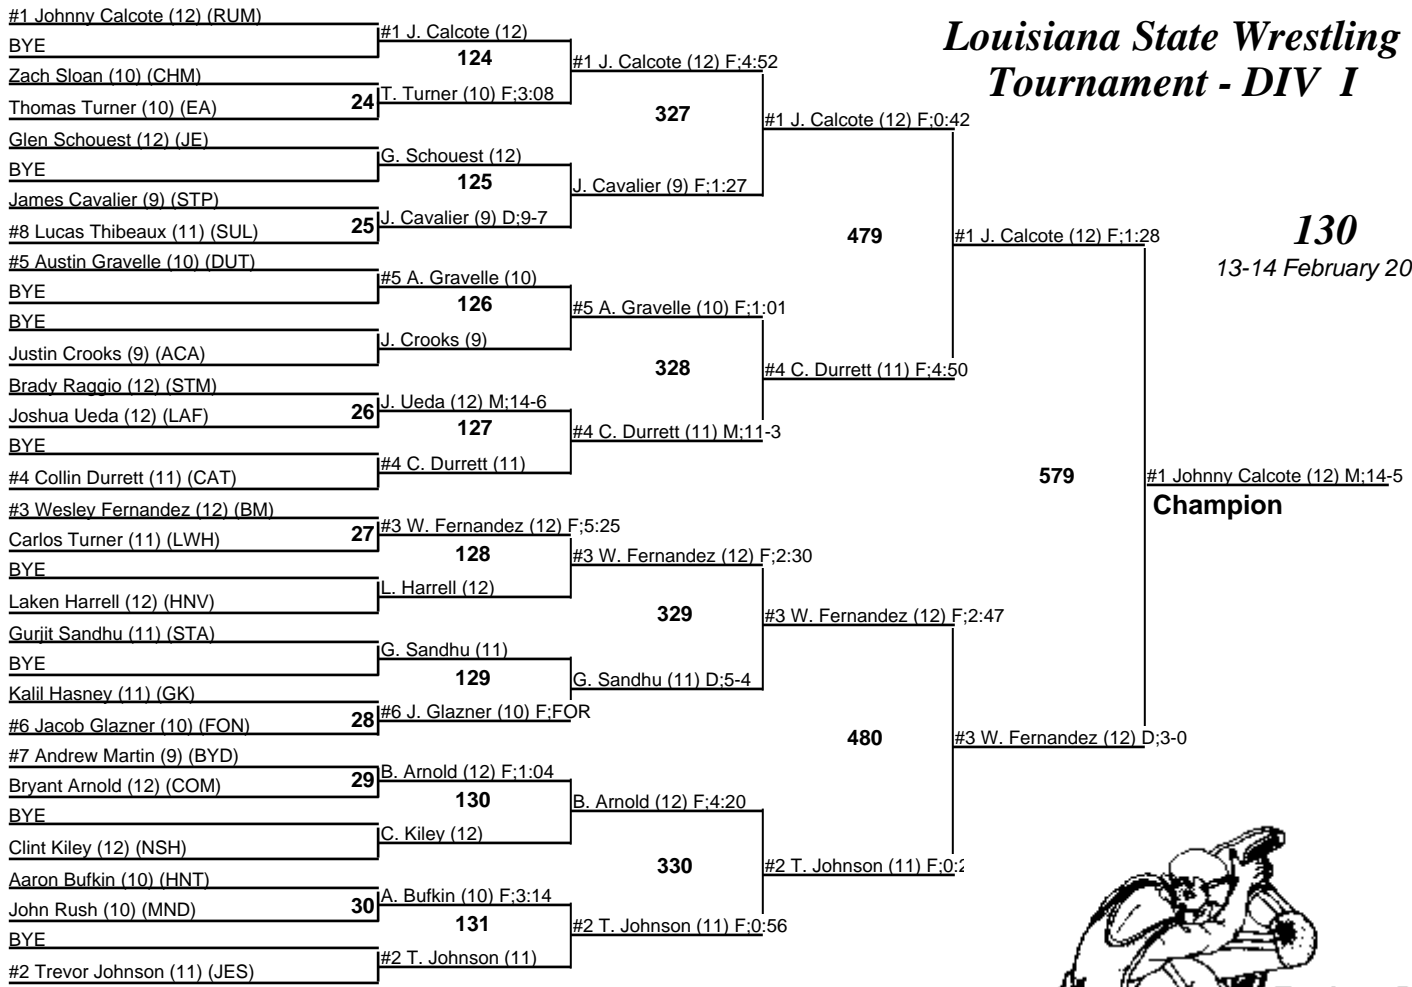 #1 Johnny Calcote (12) (RUM)
BYE
Zach Sloan (10) (CHM)
Thomas Turner (10) (EA)
Glen Schouest (12) (JE)
BYE
James Cavalier (9) (STP)
#8 Lucas Thibeaux (11) (SUL)
#5 Austin Gravelle (10) (DUT)
BYE
BYE
Justin Crooks (9) (ACA)
Brady Raggio (12) (STM)
Joshua Ueda (12) (LAF)
BYE
#4 Collin Durrett (11) (CAT)
#3 Wesley Fernandez (12) (BM)
Carlos Turner (11) (LWH)
BYE
Laken Harrell (12) (HNV)
Gurjit Sandhu (11) (STA)
BYE
Kalil Hasney (11) (GK)
#6 Jacob Glazner (10) (FON)
#7 Andrew Martin (9) (BYD)
Bryant Arnold (12) (COM)
BYE
Clint Kiley (12) (NSH)
Aaron Bufkin (10) (HNT)
John Rush (10) (MND)
BYE
#2 Trevor Johnson (11) (JES)
24
25
26
27
28
29
30
#1 J. Calcote (12)
124
T. Turner (10) F;3:08
G. Schouest (12)
125
J. Cavalier (9) D;9-7
#5 A. Gravelle (10)
126
J. Crooks (9)
J. Ueda (12) M;14-6
127
#4 C. Durrett (11)
#3 W. Fernandez (12) F;5:25
128
L. Harrell (12)
G. Sandhu (11)
129
#6 J. Glazner (10) F;FOR
B. Arnold (12) F;1:04
130
C. Kiley (12)
A. Bufkin (10) F;3:14
131
#2 T. Johnson (11)
#1 J. Calcote (12) F;4:52
327
J. Cavalier (9) F;1:27
#5 A. Gravelle (10) F;1:01
328
#4 C. Durrett (11) M;11-3
#3 W. Fernandez (12) F;2:30
329
G. Sandhu (11) D;5-4
B. Arnold (12) F;4:20
330
#2 T. Johnson (11) F;0:56
#1 J. Calcote (12) F;0:42
479
#4 C. Durrett (11) F;4:50
#3 W. Fernandez (12) F;2:47
480
#2 T. Johnson (11) F;0:2
#1 J. Calcote (12) F;1:28
579
#3 W. Fernandez (12) D;3-0
#1 Johnny Calcote (12) M;14-5
Champion
Louisiana State Wrestling
Tournament - DIV I
130
13-14 February 20